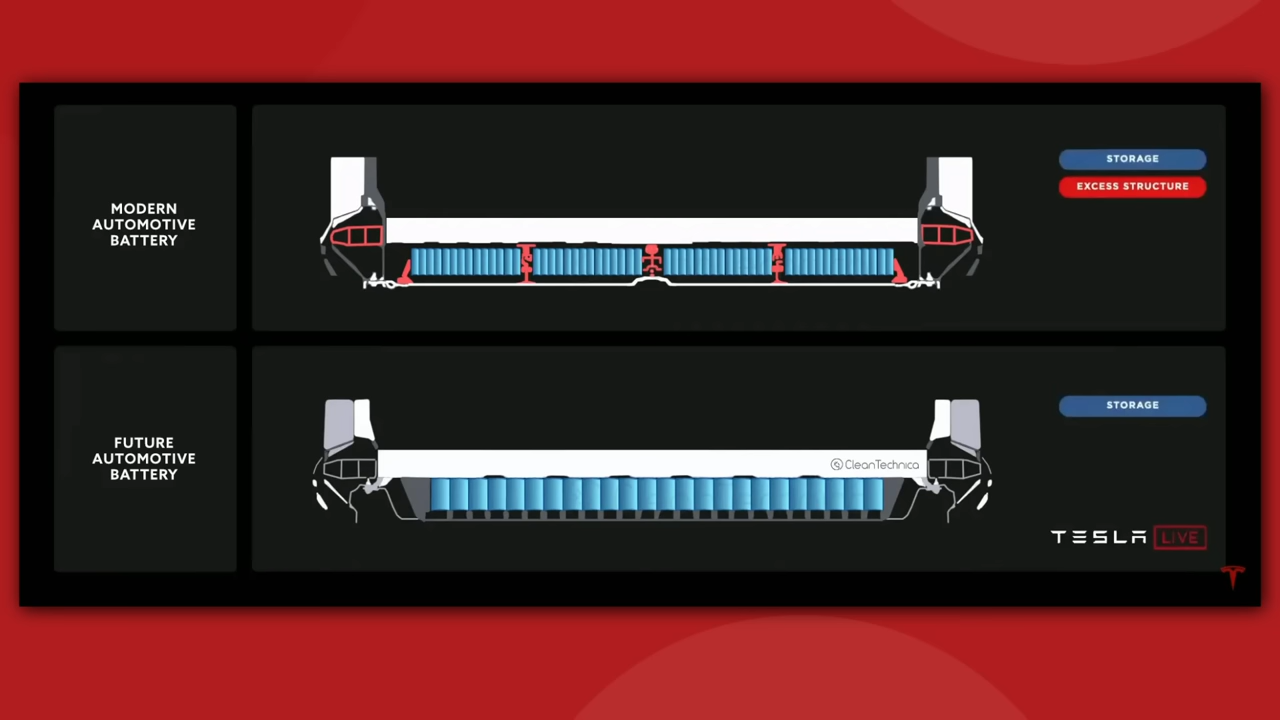 MODERN
AUTOMOTIVE
BATTERY
STORAGE
EXCESS STRUCTURE
FUTURE
AUTOMOTIVE
BATTERY
STORAGE
CleanTechnica
TESLA LIVE